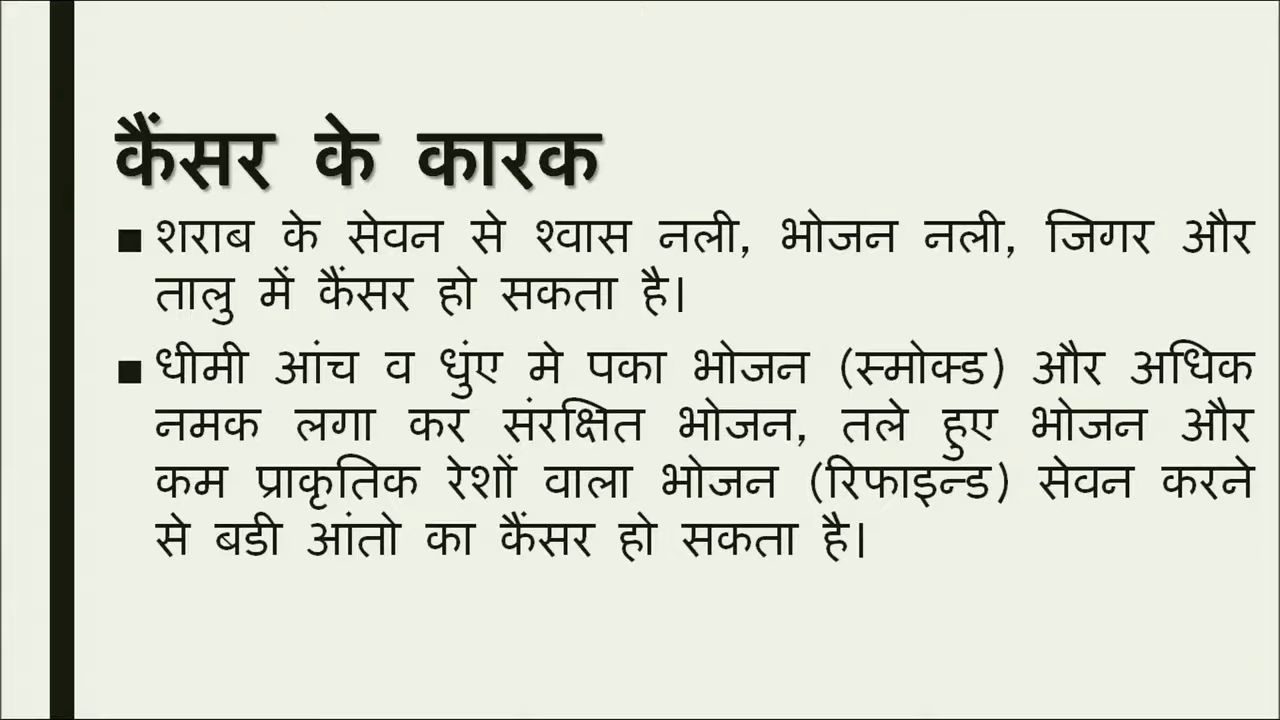 कैंसर के कारक
■ शराब के सेवन से श्वास नली, भोजन नली, जिगर और
तालु में कैंसर हो सकता है।
■ धीमी आंच व धुंए मे पका भोजन (स्मोक्ड) और अधिक
नमक लगा कर संरक्षित भोजन, तले हुए भोजन और
कम प्राकृतिक रेशों वाला भोजन (रिफाइन्ड) सेवन करने
से बडी आंतो का कैंसर हो सकता है।